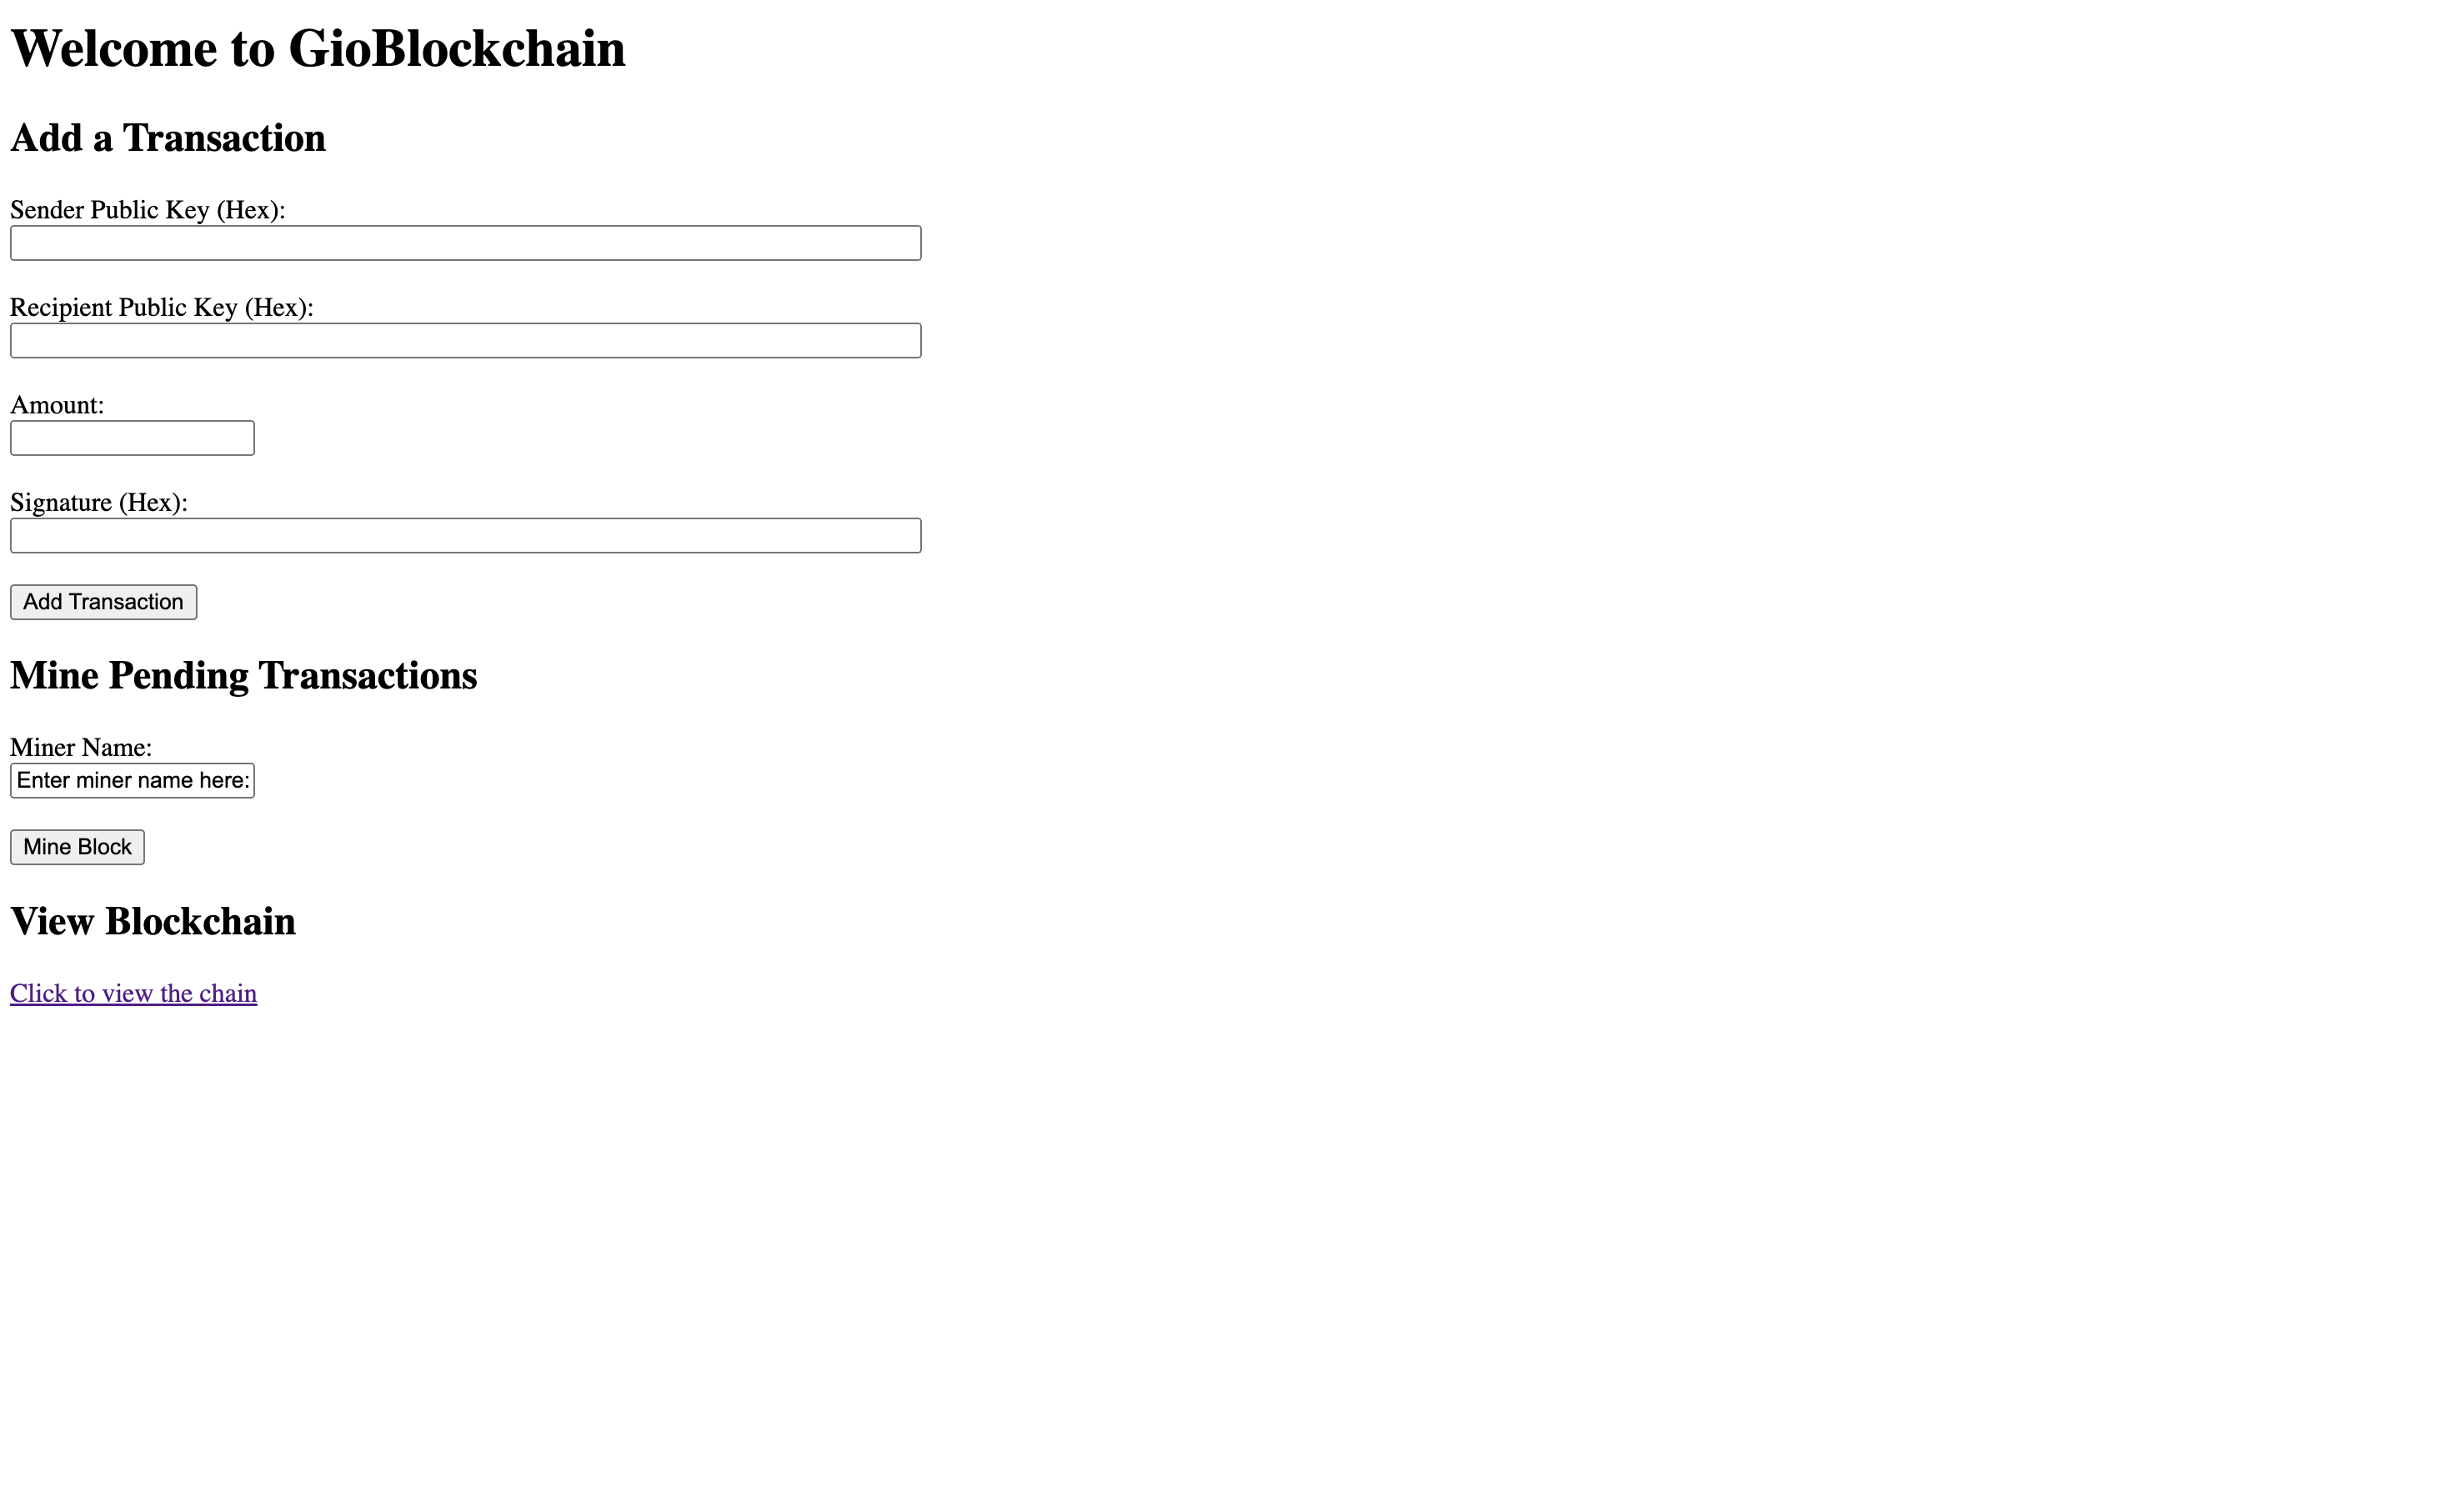 Welcome to GioBlockchain
Add a Transaction
Sender Public Key (Hex):
Recipient Public Key (Hex):
Amount:
Signature (Hex):
Add Transaction
Mine Pending Transactions
Miner Name:
Enter miner name here:
Mine Block
View Blockchain
Click to view the chain